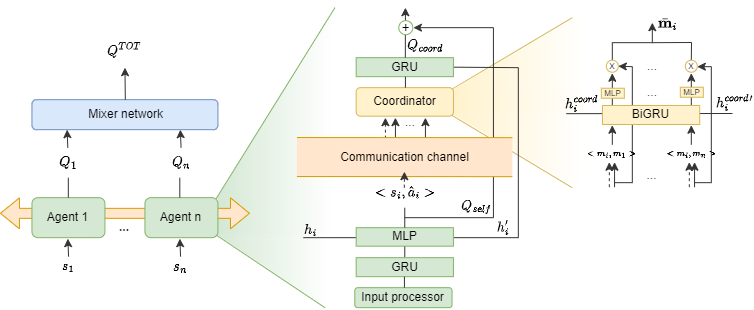 Q^{TOT}
Mixer network
Q_1
Q_n
Agent 1
...
Agent n
s_1
s_n
+
Q_{coord}
GRU
Coordinator
...
Communication channel
< s_i, \hat{a}_i >
Q_{self}
h_i
h_i'
MLP
GRU
Input processor
\bar{m}_i
X
...
X
MLP
MLP
h_i^{coord}
BiGRU
h_i^{coord}'
< m_i, m_1 >
< m_i, m_n >
...